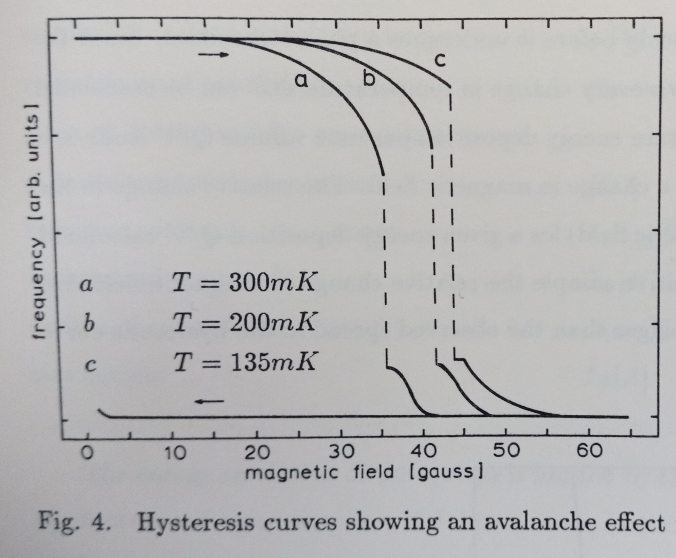 a b c
frequency [arb. units]
a T = 300mK
b T = 200mK
c T = 135mK
0 10 20 30 40 50 60
magnetic field [gauss]
Fig. 4. Hysteresis curves showing an avalanche effect